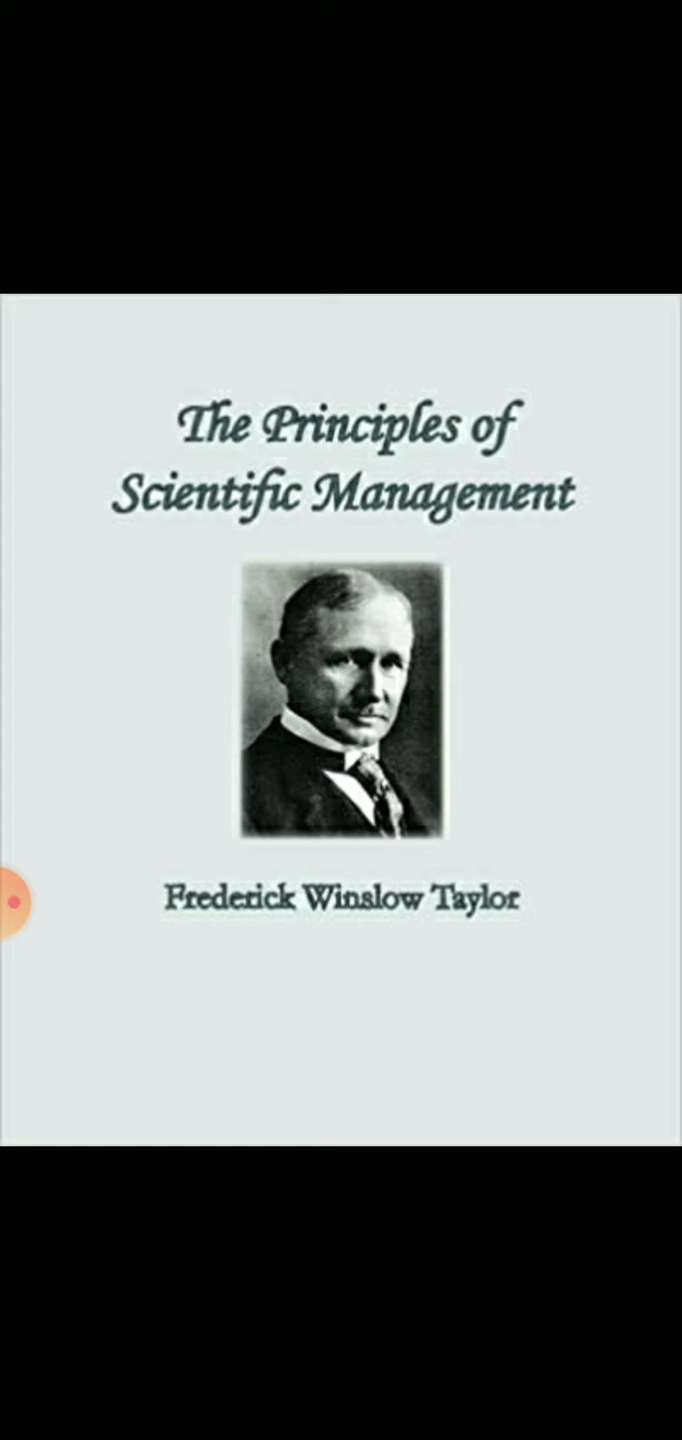 The Principles of
Scientific Management
Frederick Winslow Taylor